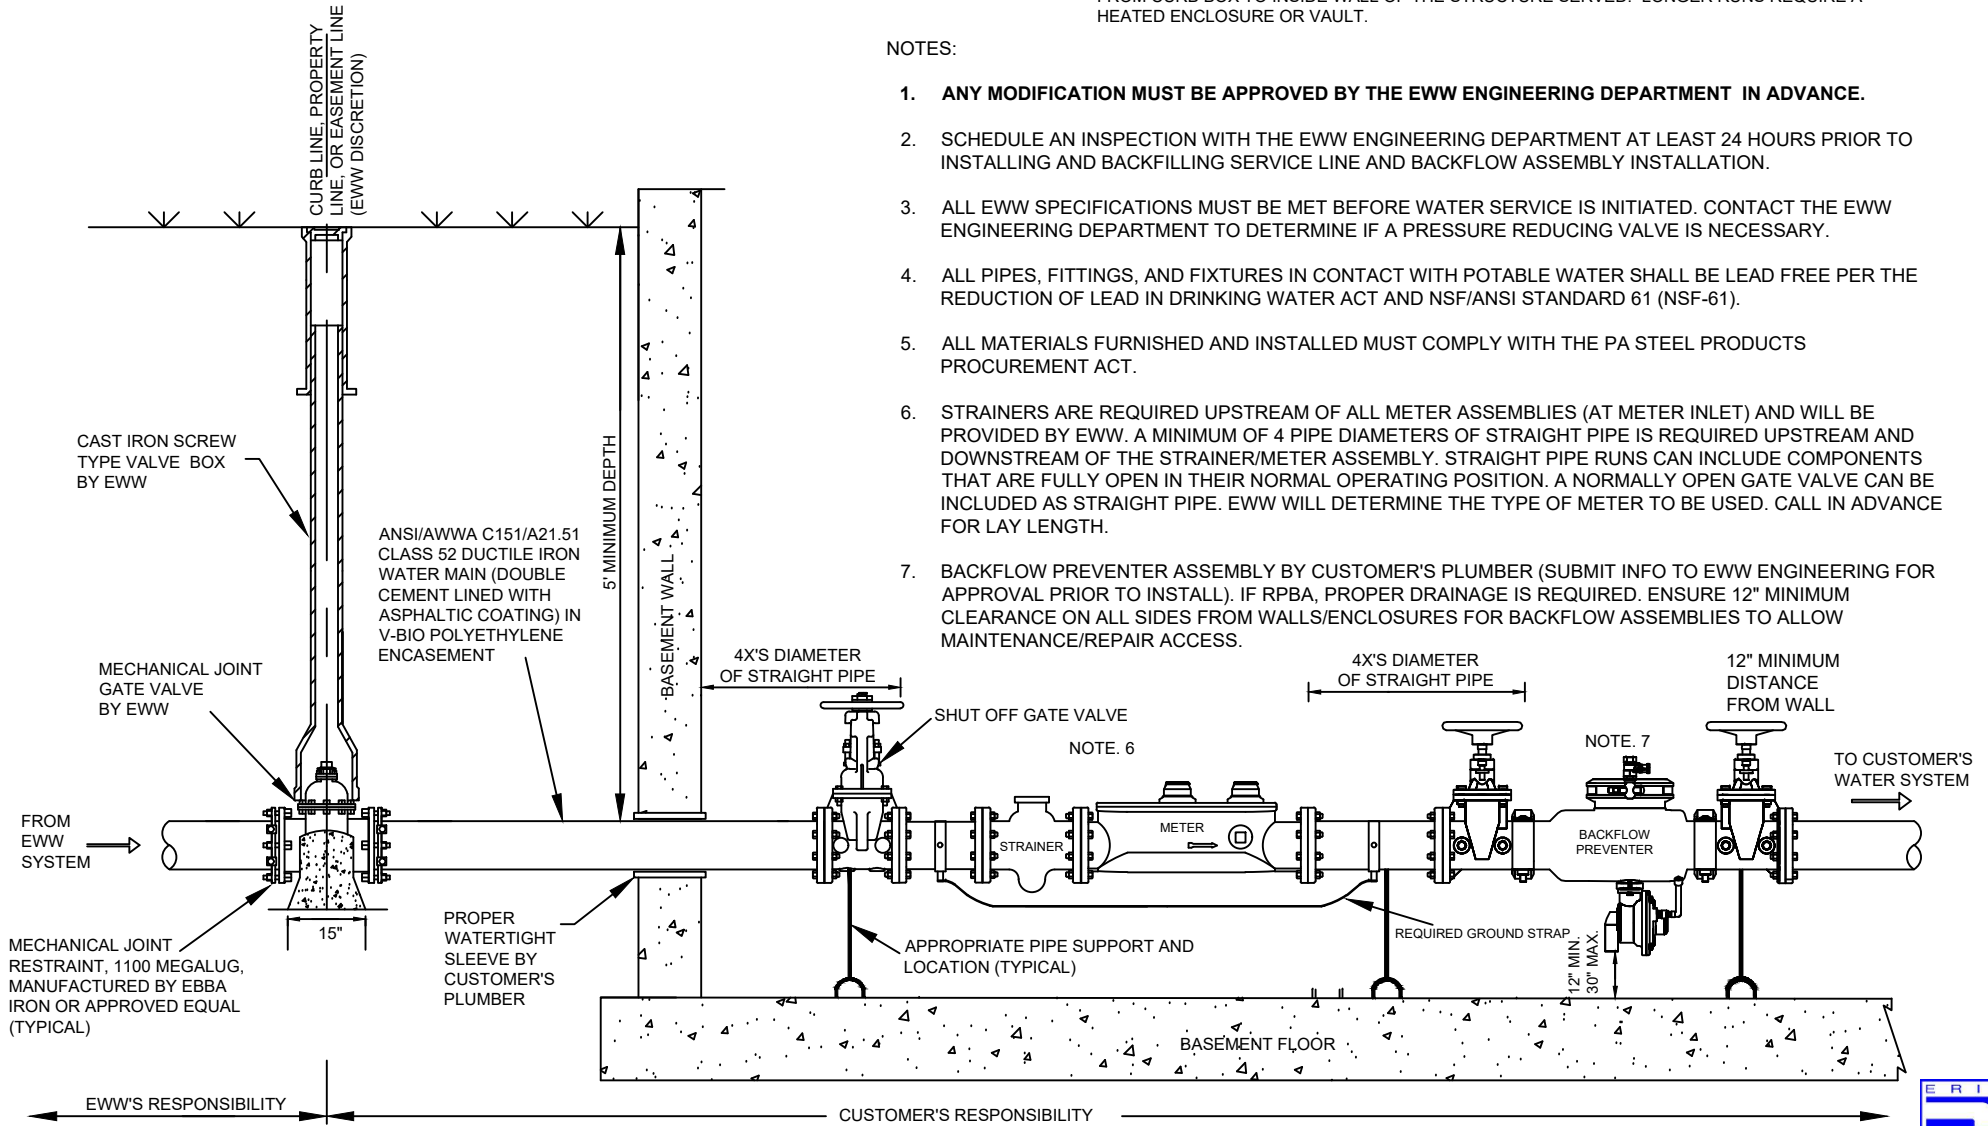 FROM CURB BOX TO INSIDE WALL OF THE STRUCTURE SERVED. LONGER RUNS REQUIRE A
HEATED ENCLOSURE OR VAULT.
NOTES:
1. ANY MODIFICATION MUST BE APPROVED BY THE EWW ENGINEERING DEPARTMENT IN ADVANCE.
2. SCHEDULE AN INSPECTION WITH THE EWW ENGINEERING DEPARTMENT AT LEAST 24 HOURS PRIOR TO
INSTALLING AND BACKFILLING SERVICE LINE AND BACKFLOW ASSEMBLY INSTALLATION.
3. ALL EWW SPECIFICATIONS MUST BE MET BEFORE WATER SERVICE IS INITIATED. CONTACT THE EWW
ENGINEERING DEPARTMENT TO DETERMINE IF A PRESSURE REDUCING VALVE IS NECESSARY.
4. ALL PIPES, FITTINGS, AND FIXTURES IN CONTACT WITH POTABLE WATER SHALL BE LEAD FREE PER THE
REDUCTION OF LEAD IN DRINKING WATER ACT AND NSF/ANSI STANDARD 61 (NSF-61).
5. ALL MATERIALS FURNISHED AND INSTALLED MUST COMPLY WITH THE PA STEEL PRODUCTS
PROCUREMENT ACT.
6. STRAINERS ARE REQUIRED UPSTREAM OF ALL METER ASSEMBLIES (AT METER INLET) AND WILL BE
PROVIDED BY EWW. A MINIMUM OF 4 PIPE DIAMETERS OF STRAIGHT PIPE IS REQUIRED UPSTREAM AND
DOWNSTREAM OF THE STRAINER/METER ASSEMBLY. STRAIGHT PIPE RUNS CAN INCLUDE COMPONENTS
THAT ARE FULLY OPEN IN THEIR NORMAL OPERATING POSITION. A NORMALLY OPEN GATE VALVE CAN BE
INCLUDED AS STRAIGHT PIPE. EWW WILL DETERMINE THE TYPE OF METER TO BE USED. CALL IN ADVANCE
FOR LAY LENGTH.
7. BACKFLOW PREVENTER ASSEMBLY BY CUSTOMER'S PLUMBER (SUBMIT INFO TO EWW ENGINEERING FOR
APPROVAL PRIOR TO INSTALL). IF RPBA, PROPER DRAINAGE IS REQUIRED. ENSURE 12" MINIMUM
CLEARANCE ON ALL SIDES FROM WALLS/ENCLOSURES FOR BACKFLOW ASSEMBLIES TO ALLOW
MAINTENANCE/REPAIR ACCESS.
CURB LINE, PROPERTY
LINE, OR EASEMENT LINE
(EWW DISCRETION)
CAST IRON SCREW
TYPE VALVE BOX
BY EWW
ANSI/AWWA C151/A21.51
CLASS 52 DUCTILE IRON
WATER MAIN (DOUBLE
CEMENT LINED WITH
ASPHALTIC COATING) IN
V-BIO POLYETHYLENE
ENCASEMENT
5' MINIMUM DEPTH
BASEMENT WALL
MECHANICAL JOINT
GATE VALVE
BY EWW
4X'S DIAMETER
OF STRAIGHT PIPE
SHUT OFF GATE VALVE
NOTE. 6
4X'S DIAMETER
OF STRAIGHT PIPE
NOTE. 7
12" MINIMUM
DISTANCE
FROM WALL
TO CUSTOMER'S
WATER SYSTEM
FROM
EWW
SYSTEM
STRAINER
METER
BACKFLOW
PREVENTER
15"
MECHANICAL JOINT
RESTRAINT, 1100 MEGALUG,
MANUFACTURED BY EBBA
IRON OR APPROVED EQUAL
(TYPICAL)
PROPER
WATERTIGHT
SLEEVE BY
CUSTOMER'S
PLUMBER
APPROPRIATE PIPE SUPPORT AND
LOCATION (TYPICAL)
REQUIRED GROUND STRAP
12" MIN.
30" MAX.
BASEMENT FLOOR
EWW'S RESPONSIBILITY
CUSTOMER'S RESPONSIBILITY
E R I